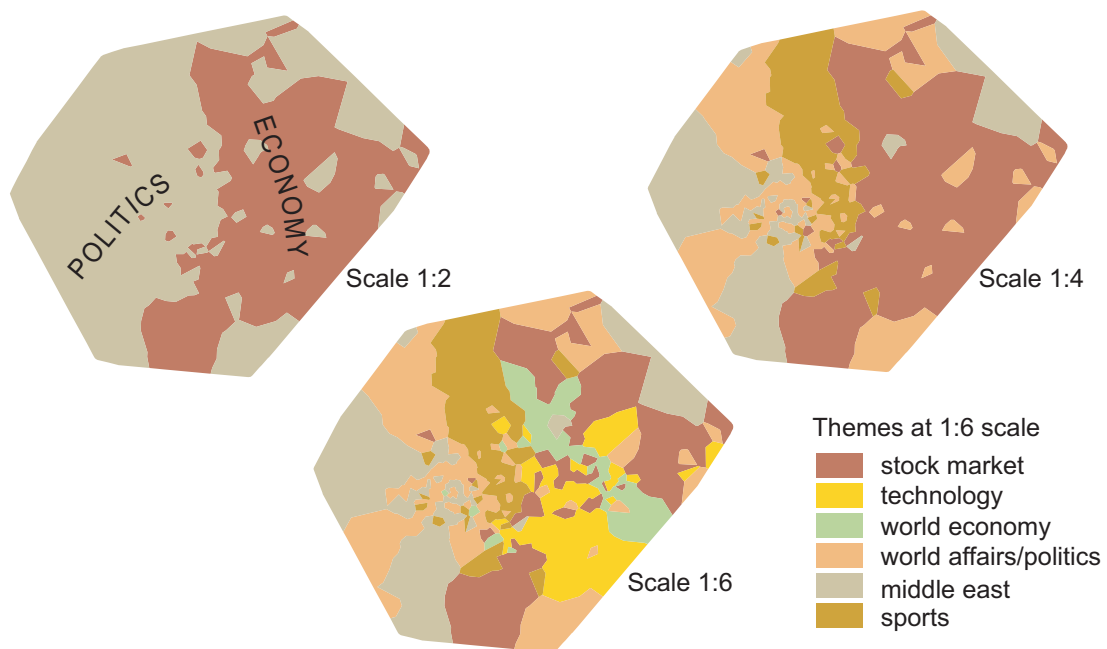 POLITICS
ECONOMY
Scale 1:2
Scale 1:4
Scale 1:6
Themes at 1:6 scale
stock market
technology
world economy
world affairs/politics
middle east
sports